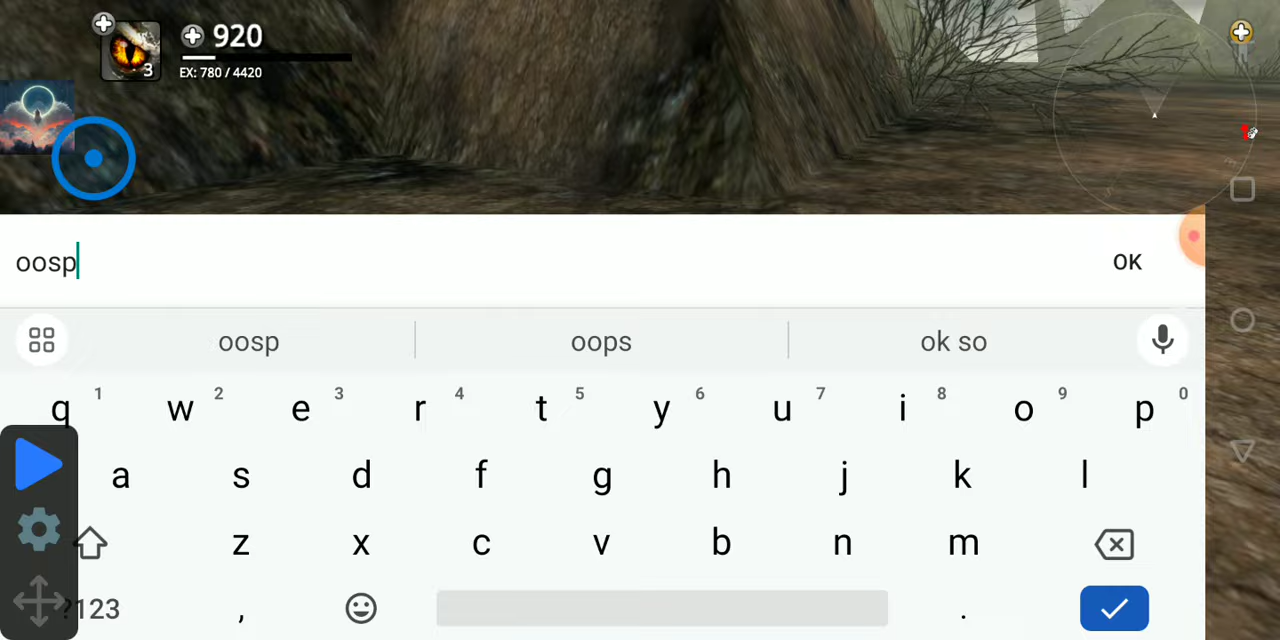 920
3
EX: 780 / 4420
oosp
OK
oosp oops ok so
q 1 w 2 e 3 r 4 t 5 y 6 u 7 i 8 o 9 p 0
a s d f g h j k l
z x c v b n m
?123 , .